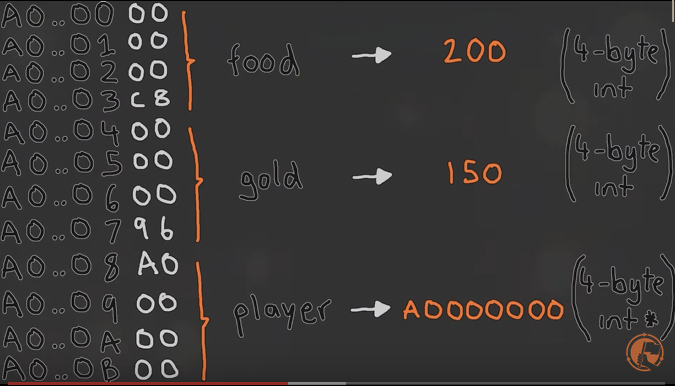 A0..00 00
A0..01 00
A0..02 00
A0..03 C8
food → 200 (4-byte int)
A0..04 00
A0..05 00
A0..06 00
A0..07 96
gold → 150 (4-byte int)
A0..08 A0
A0..09 00
A0..0A 00
A0..0B 00
player → A0000000 (4-byte int *)